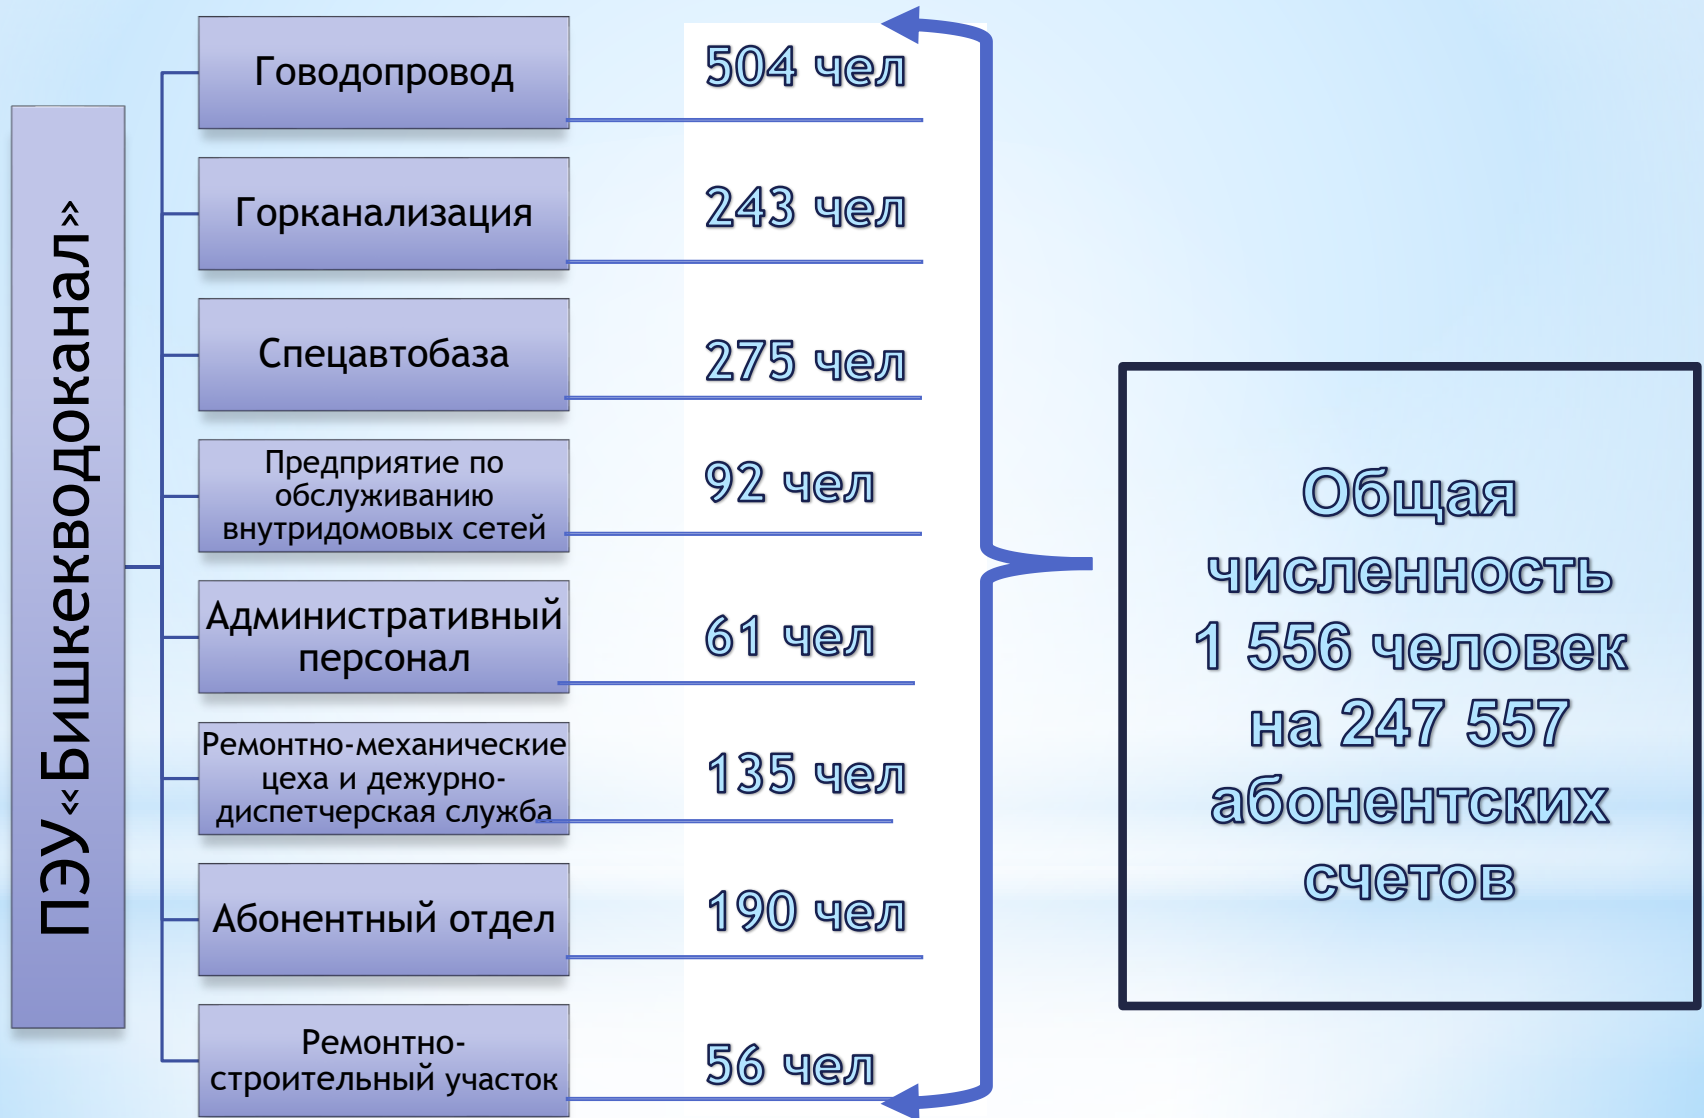 ПЭУ«Бишкекводоканал»
Говодопровод
504 чел
Горканализация
243 чел
Спецавтобаза
275 чел
Предприятие по
обслуживанию
внутридомовых сетей
92 чел
Административный
персонал
61 чел
Ремонтно-механические
цеха и дежурно-
диспетчерская служба
135 чел
Абонентный отдел
190 чел
Ремонтно-
строительный участок
56 чел
Общая
численность
1 556 человек
на 247 557
абонентских
счетов